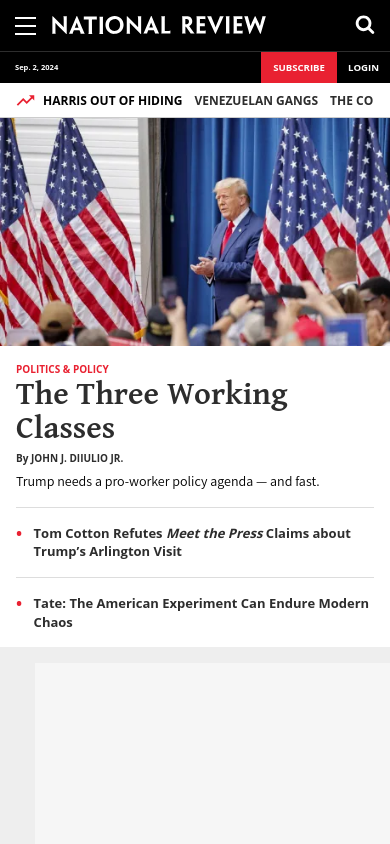 NATIONAL REVIEW
Sep. 2, 2024
SUBSCRIBE
LOGIN
HARRIS OUT OF HIDING
VENEZUELAN GANGS
THE CO
POLITICS & POLICY
The Three Working
Classes
By JOHN J. DIIULIO JR.
Trump needs a pro-worker policy agenda — and fast.
Tom Cotton Refutes Meet the Press Claims about
Trump’s Arlington Visit
Tate: The American Experiment Can Endure Modern
Chaos